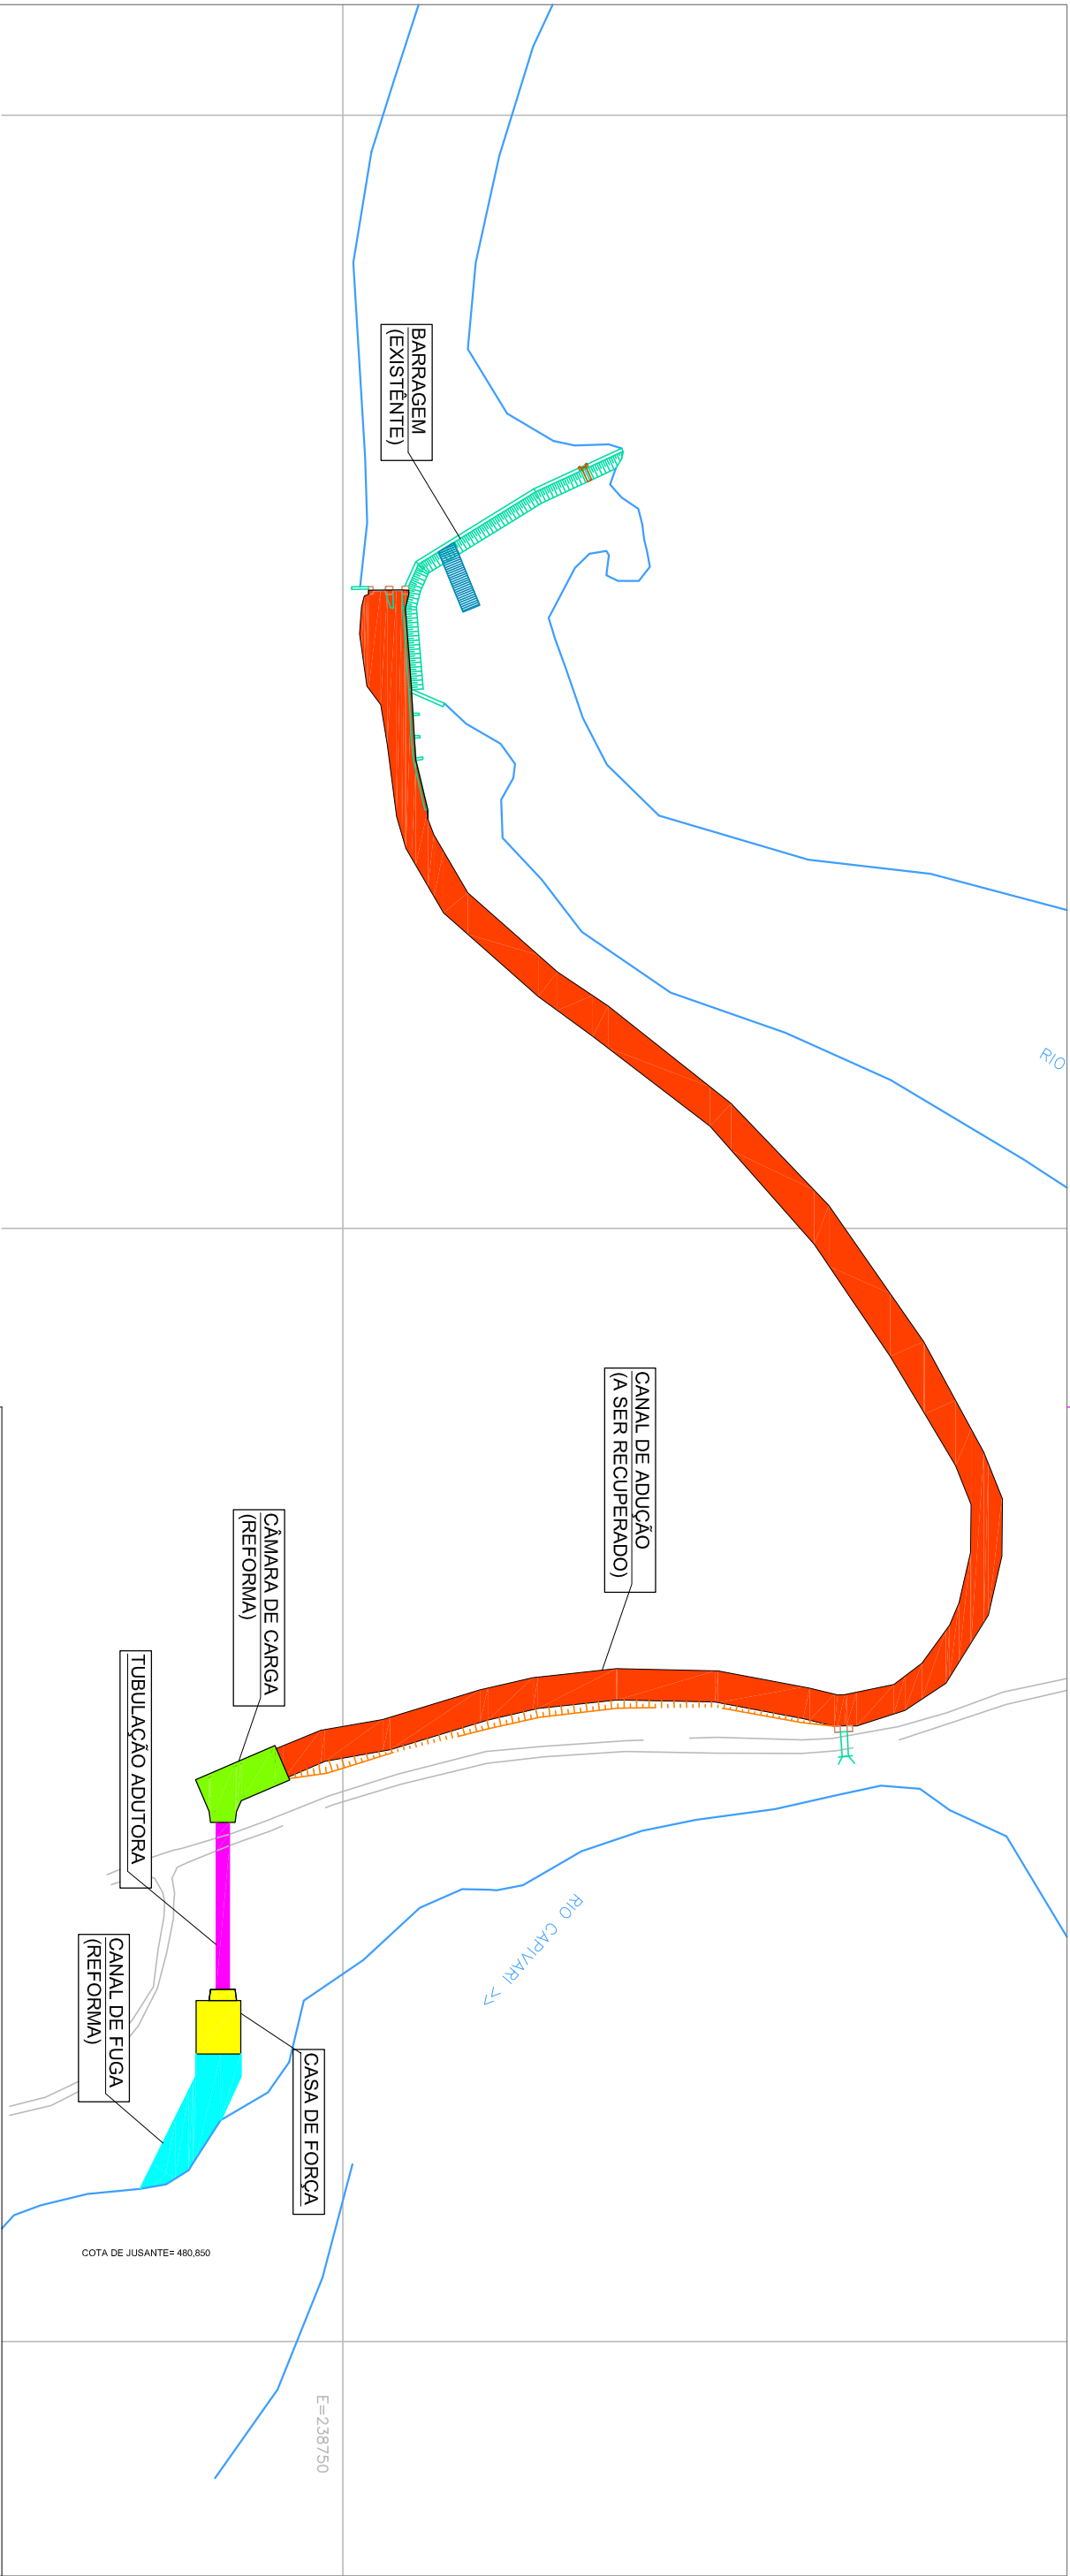 BARRAGEM
(EXISTÊNTE)
RIO
CANAL DE ADUÇÃO
(A SER RECUPERADO)
CÂMARA DE CARGA
(REFORMA)
TUBULAÇÃO ADUTORA
RIO CAPIVARI >>
CANAL DE FUGA
(REFORMA)
CASA DE FORÇA
COTA DE JUSANTE= 480,850
E=238750